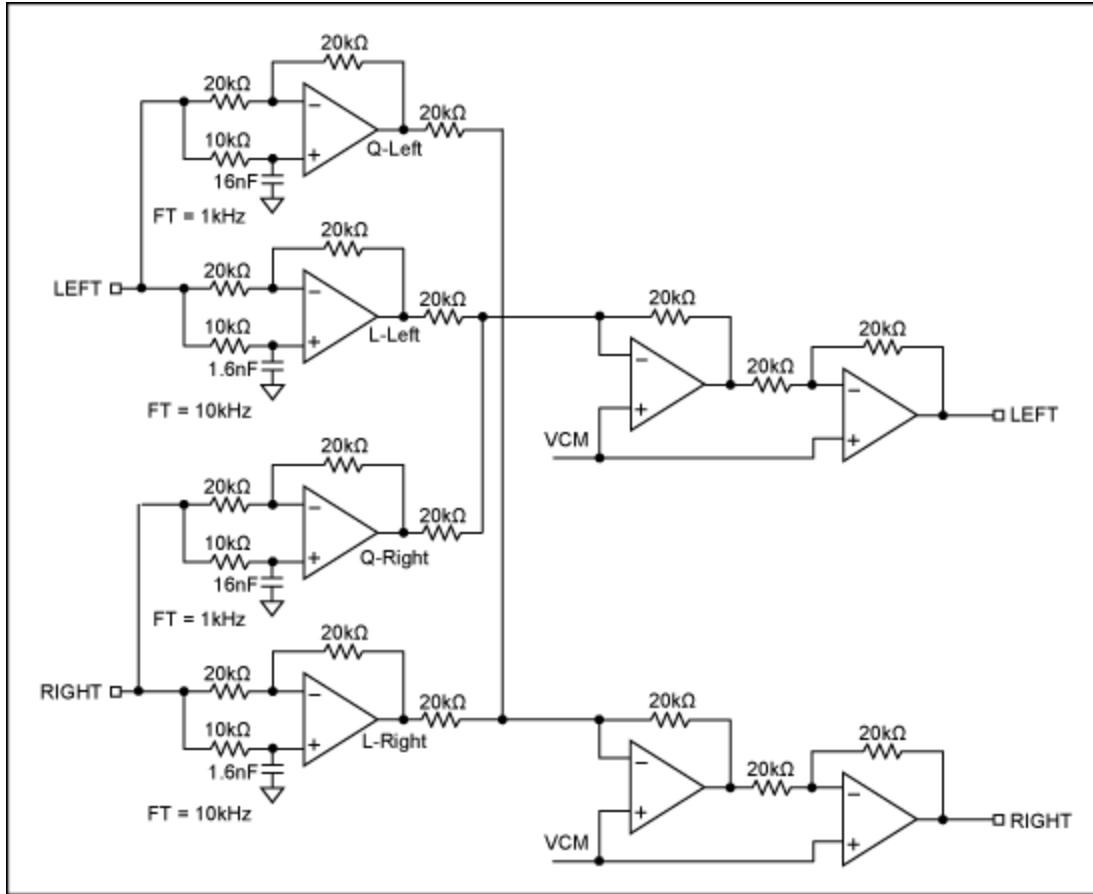 20kΩ
20kΩ
20kΩ
−
10kΩ
+
Q-Left
16nF
FT = 1kHz
20kΩ
20kΩ
LEFT
−
20kΩ
20kΩ
10kΩ
+
L-Left
20kΩ
1.6nF
−
20kΩ
FT = 10kHz
+
−
LEFT
VCM
+
20kΩ
20kΩ
−
20kΩ
10kΩ
+
Q-Right
16nF
FT = 1kHz
20kΩ
20kΩ
RIGHT
−
20kΩ
20kΩ
10kΩ
+
L-Right
20kΩ
1.6nF
−
20kΩ
FT = 10kHz
+
−
RIGHT
VCM
+